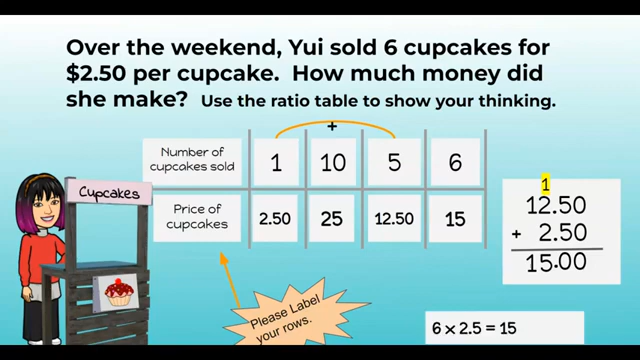 Over the weekend, Yui sold 6 cupcakes for
$2.50 per cupcake. How much money did
she make? Use the ratio table to show your thinking.
+
Number of
cupcakes sold
1
10
5
6
Price of
cupcakes
2.50
25
12.50
15
Cupcakes
1
12.50
+ 2.50
15.00
Please Label
your rows.
6 x 2.5 = 15